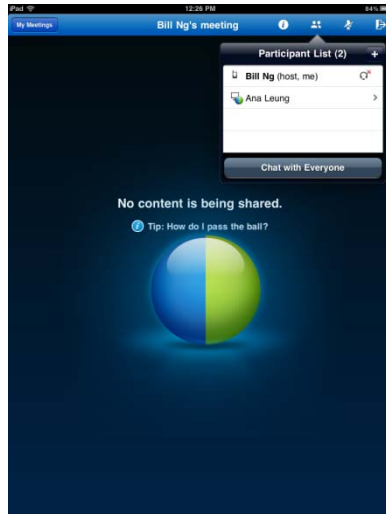 iPad 12:26 PM 84%
My Meetings Bill Ng's meeting
Participant List (2) +
Bill Ng (host, me)
Ana Leung
Chat with Everyone
No content is being shared.
Tip: How do I pass the ball?